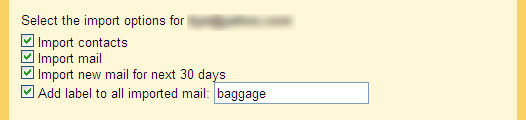 Select the import options for
Import contacts
Import mail
Import new mail for next 30 days
Add label to all imported mail: baggage